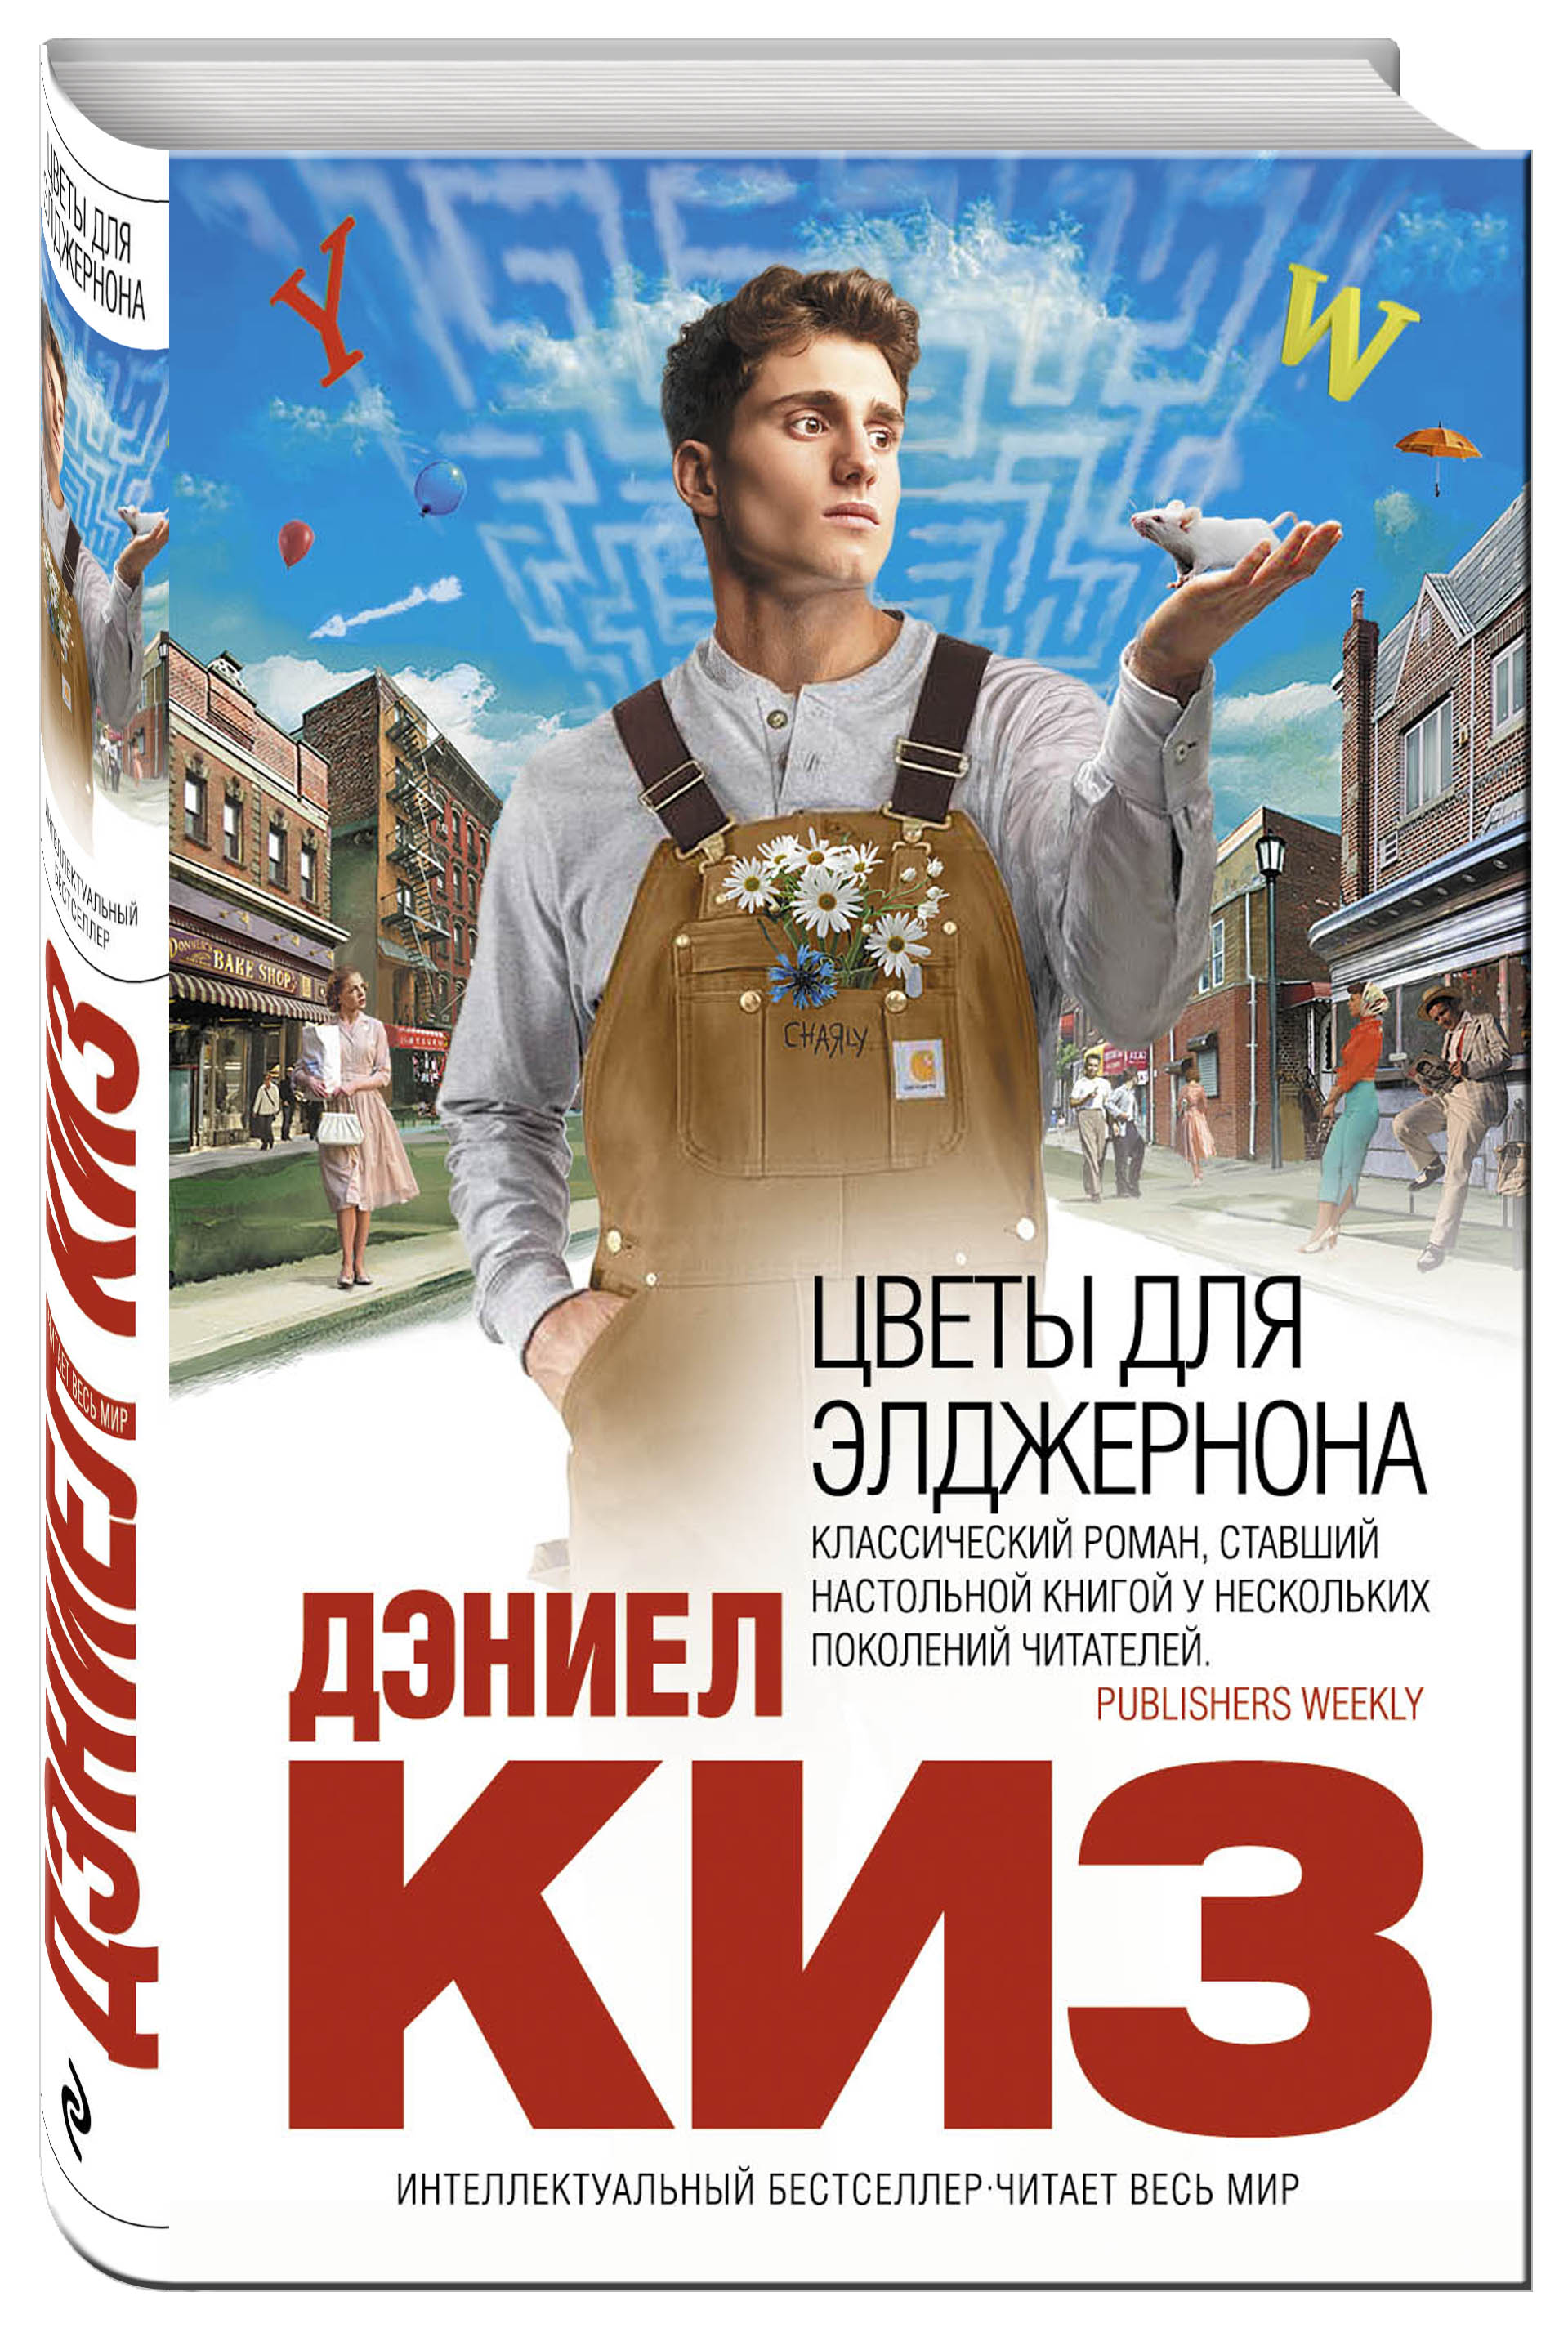 ЦВЕТЫ ДЛЯ
ЭЛДЖЕРНОНА
ИНТЕЛЛЕКТУАЛЬНЫЙ
БЕСТСЕЛЛЕР
ДЭНИЕЛ КИЗ
ЧИТАЕТ ВЕСЬ МИР
Y
W
BAKE SHOP
CHAЯLY
ЦВЕТЫ ДЛЯ
ЭЛДЖЕРНОНА
КЛАССИЧЕСКИЙ РОМАН, СТАВШИЙ
НАСТОЛЬНОЙ КНИГОЙ У НЕСКОЛЬКИХ
ПОКОЛЕНИЙ ЧИТАТЕЛЕЙ.
PUBLISHERS WEEKLY
ДЭНИЕЛ
КИЗ
ИНТЕЛЛЕКТУАЛЬНЫЙ БЕСТСЕЛЛЕР·ЧИТАЕТ ВЕСЬ МИР